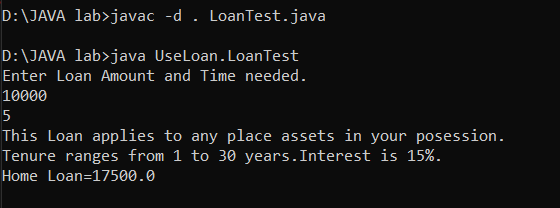 D:\JAVA lab>javac -d . LoanTest.java
D:\JAVA lab>java UseLoan.LoanTest
Enter Loan Amount and Time needed.
10000
5
This Loan applies to any place assets in your posession.
Tenure ranges from 1 to 30 years.Interest is 15%.
Home Loan=17500.0